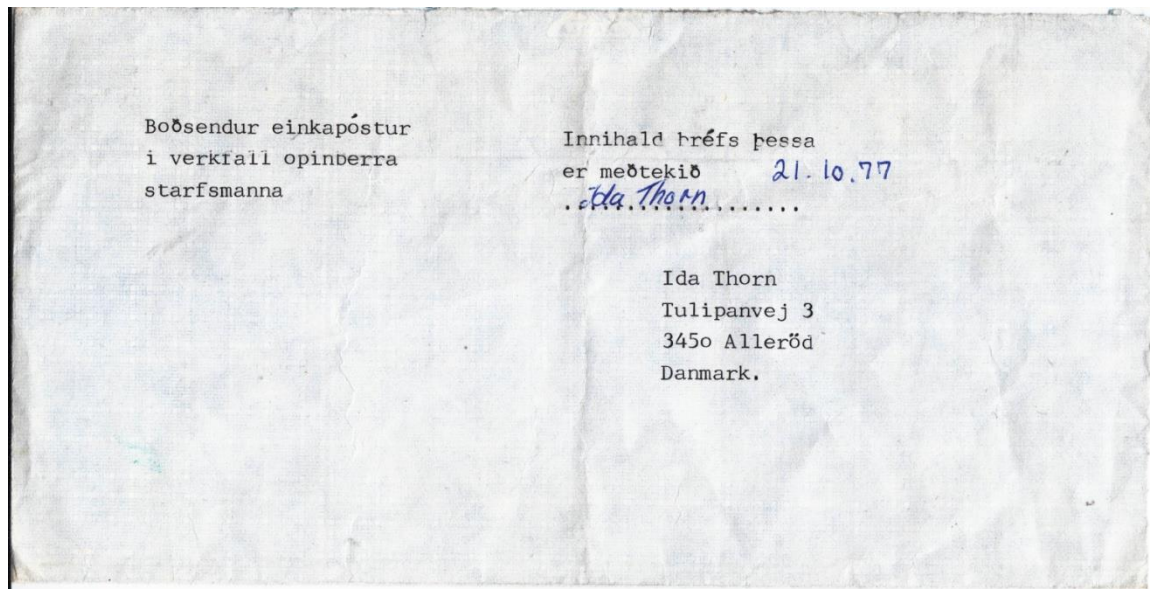 Boðsendur einkapóstur
i verkfall opinberra
starfsmanna
Innihald bréfs þessa
er meðtekið 21.10.77
Ida Thorn
Ida Thorn
Tulipanvej 3
345o Alleröd
Danmark.